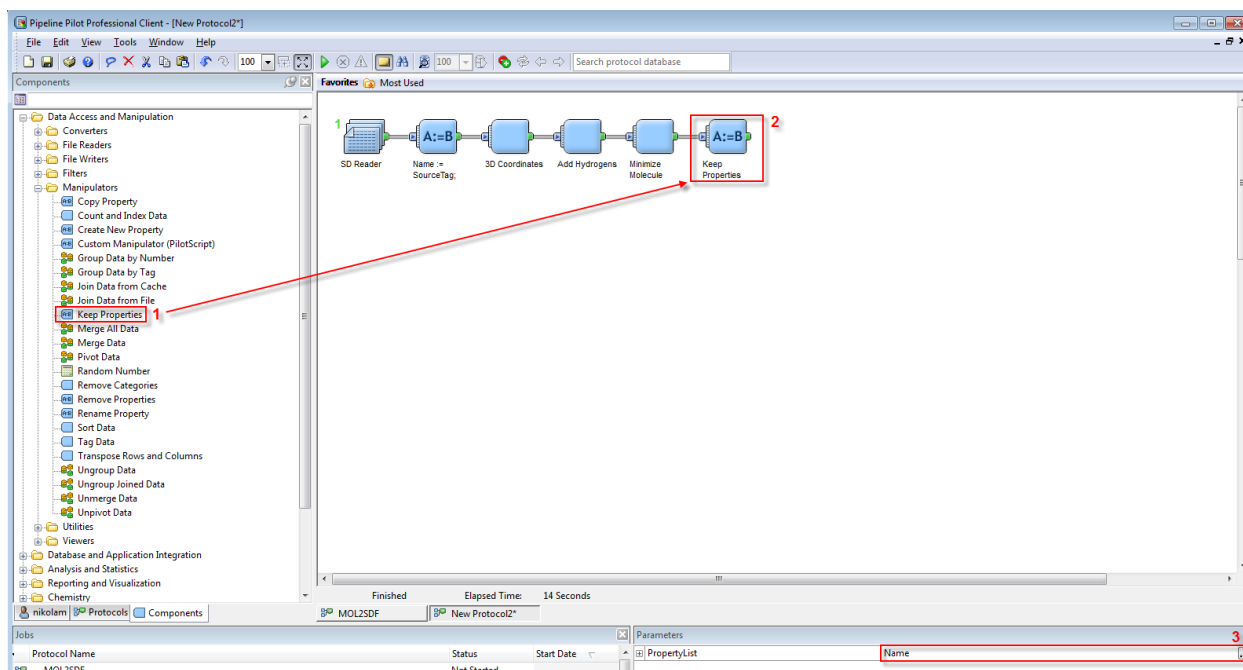 Pipeline Pilot Professional Client - [New Protocol2*]
File Edit View Tools Window Help
100 100 Search protocol database
Components Favorites Most Used
Data Access and Manipulation
Converters
File Readers
File Writers
Filters
Manipulators
Copy Property
Count and Index Data
Create New Property
Custom Manipulator (PilotScript)
Group Data by Number
Group Data by Tag
Join Data from Cache
Join Data from File
Keep Properties 1
Merge All Data
Merge Data
Pivot Data
Random Number
Remove Categories
Remove Properties
Rename Property
Sort Data
Tag Data
Transpose Rows and Columns
Ungroup Data
Ungroup Joined Data
Unmerge Data
Unpivot Data
Utilities
Viewers
Database and Application Integration
Analysis and Statistics
Reporting and Visualization
Chemistry
nikolam Protocols Components
1 2
A:=B A:=B
SD Reader Name := 3D Coordinates Add Hydrogens Minimize Keep
SourceTag; Molecule Properties
Finished Elapsed Time: 14 Seconds
MOL2SDF New Protocol2*
Jobs Parameters 3
Protocol Name Status Start Date PropertyList Name
MOL2SDF Not Started